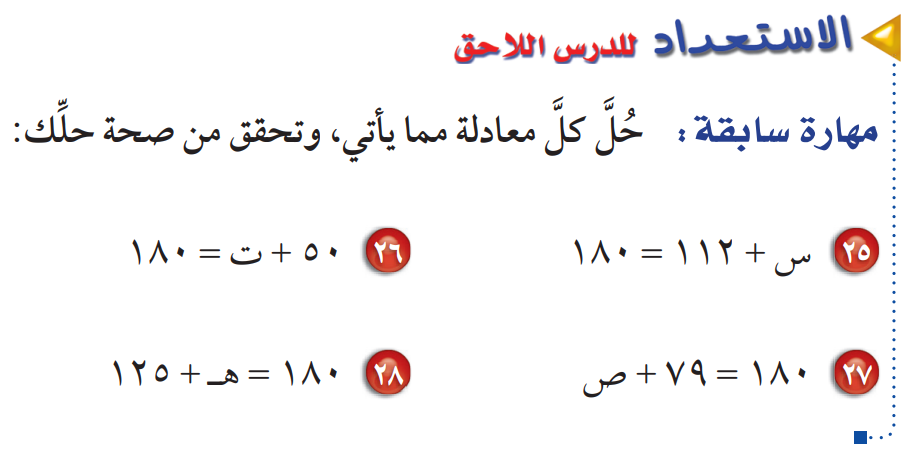 الاستعداد للدرس اللاحق
مهارة سابقة: حُلَّ كلَّ معادلة مما يأتي، وتحقق من صحة حلِّك:
٢٥ س + ١١٢ = ١٨٠
٢٦ ٥٠ + ت = ١٨٠
٢٧ ١٨٠ = ٧٩ + ص
٢٨ ١٨٠ = هـ + ١٢٥